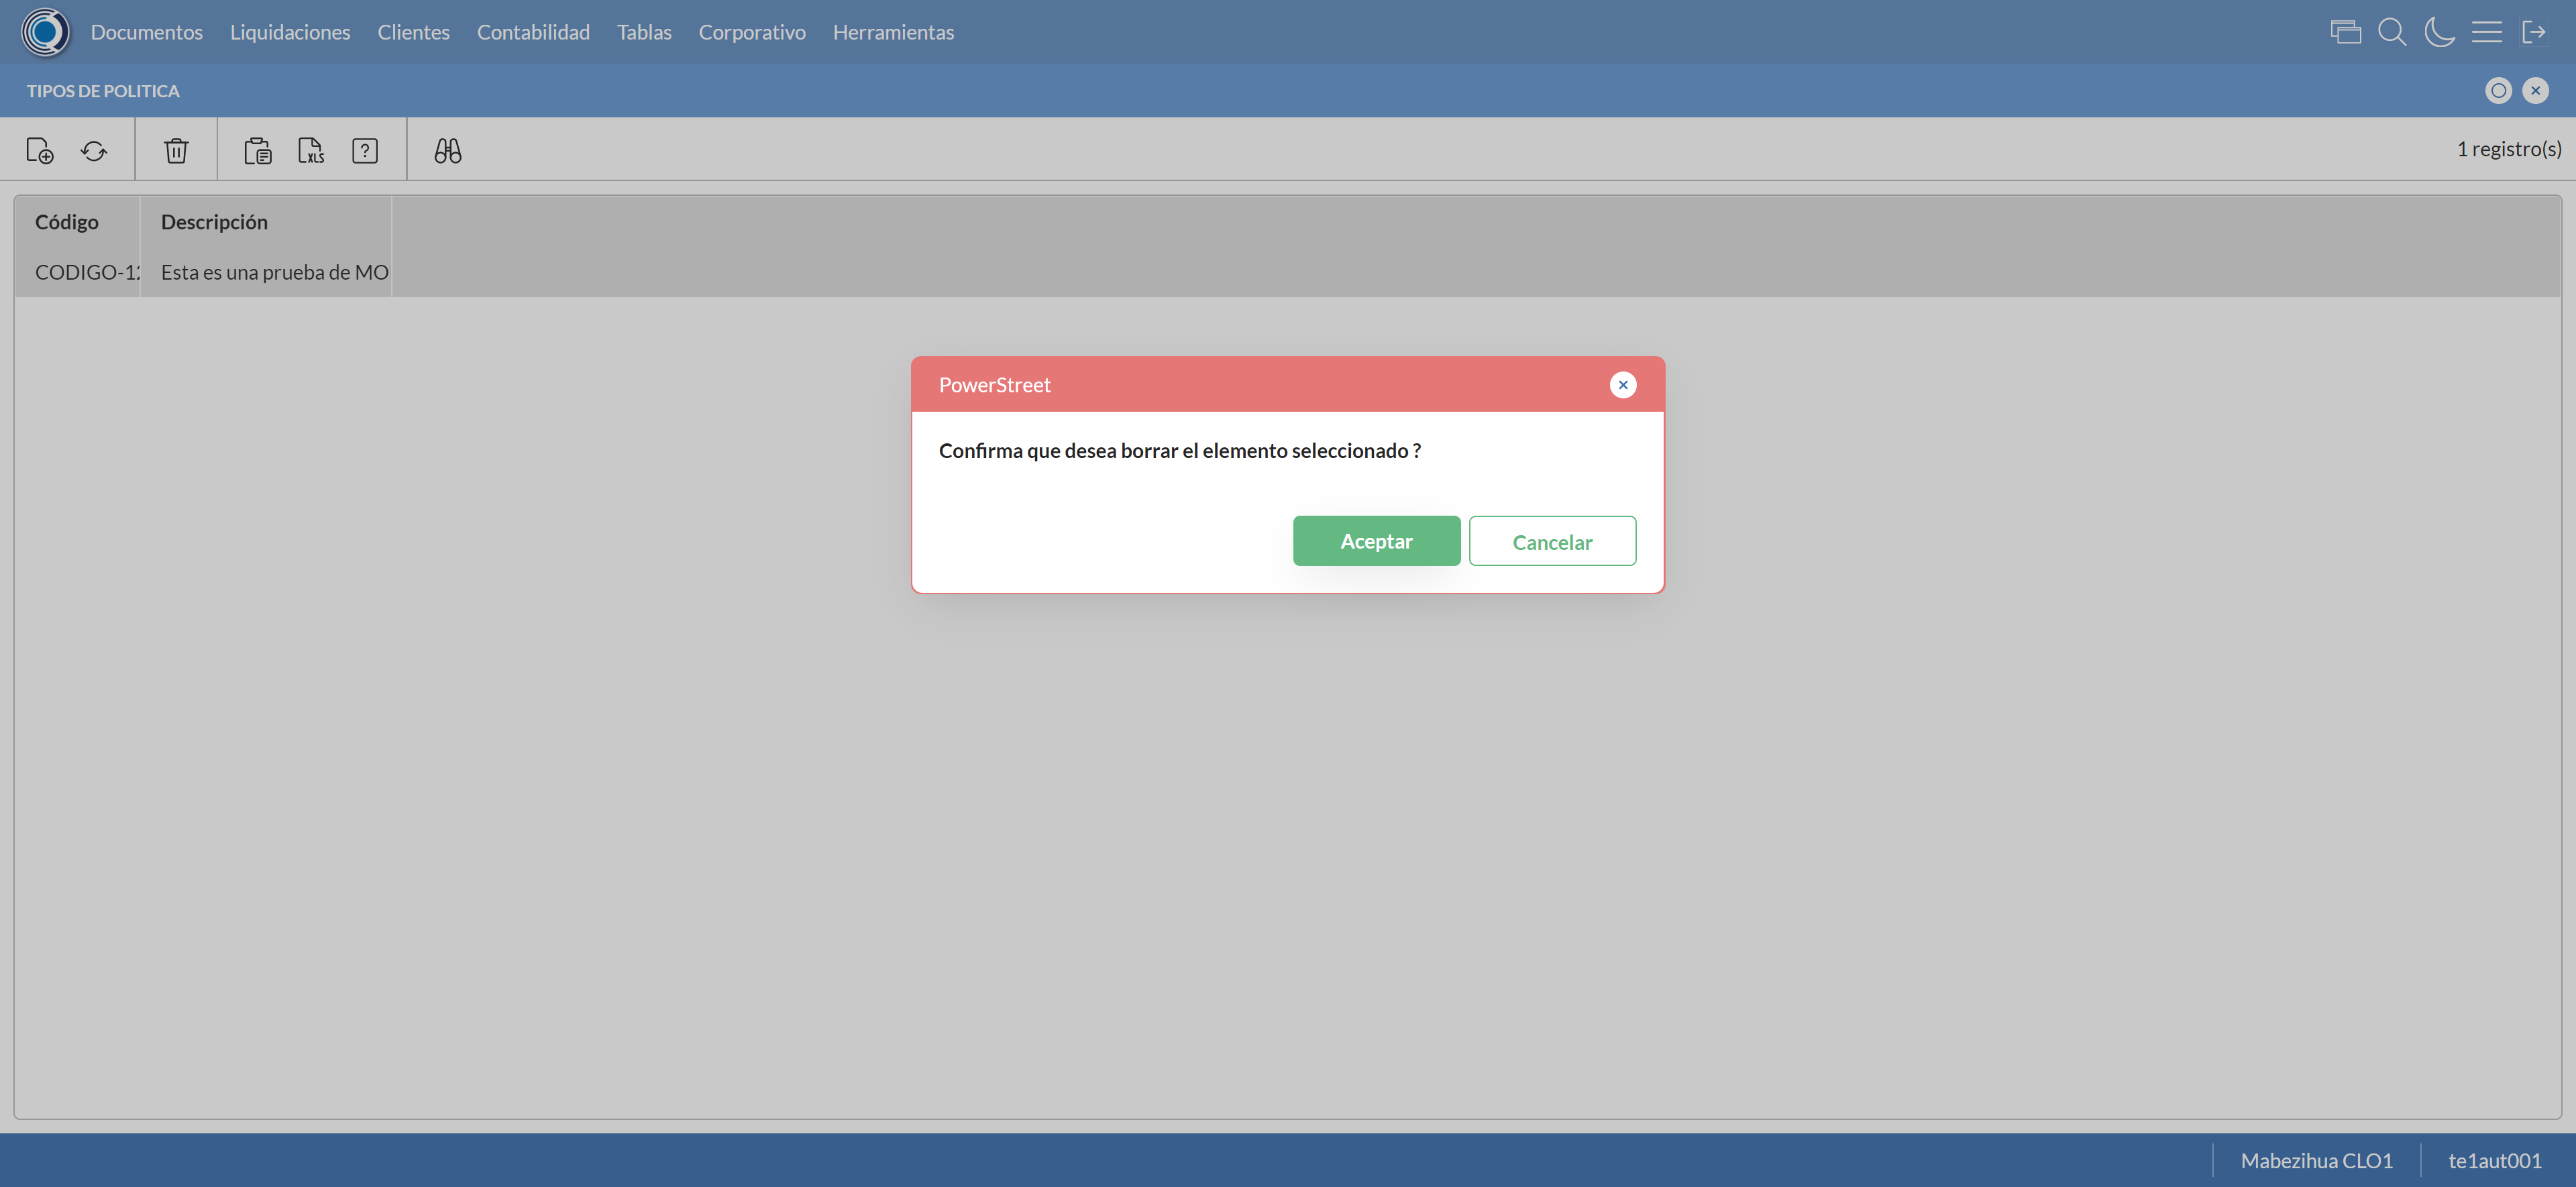 Documentos Liquidaciones Clientes Contabilidad Tablas Corporativo Herramientas
TIPOS DE POLITICA
XLS ? 1 registro(s)
Código Descripción
CODIGO-12 Esta es una prueba de MO
PowerStreet
Confirma que desea borrar el elemento seleccionado ?
Aceptar Cancelar
Mabezihua CLO1 te1aut001